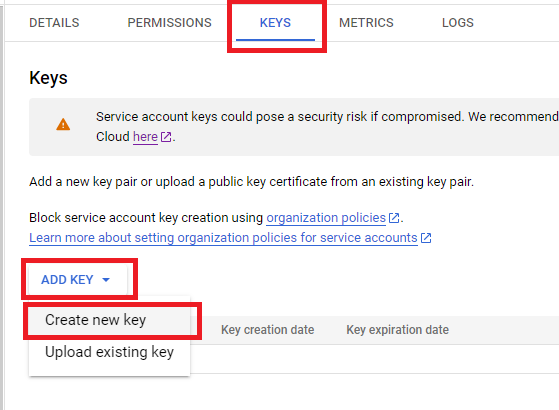 DETAILS PERMISSIONS KEYS METRICS LOGS
Keys
Service account keys could pose a security risk if compromised. We recommend
Cloud here.
Add a new key pair or upload a public key certificate from an existing key pair.
Block service account key creation using organization policies.
Learn more about setting organization policies for service accounts
ADD KEY
Create new key
Key creation date Key expiration date
Upload existing key